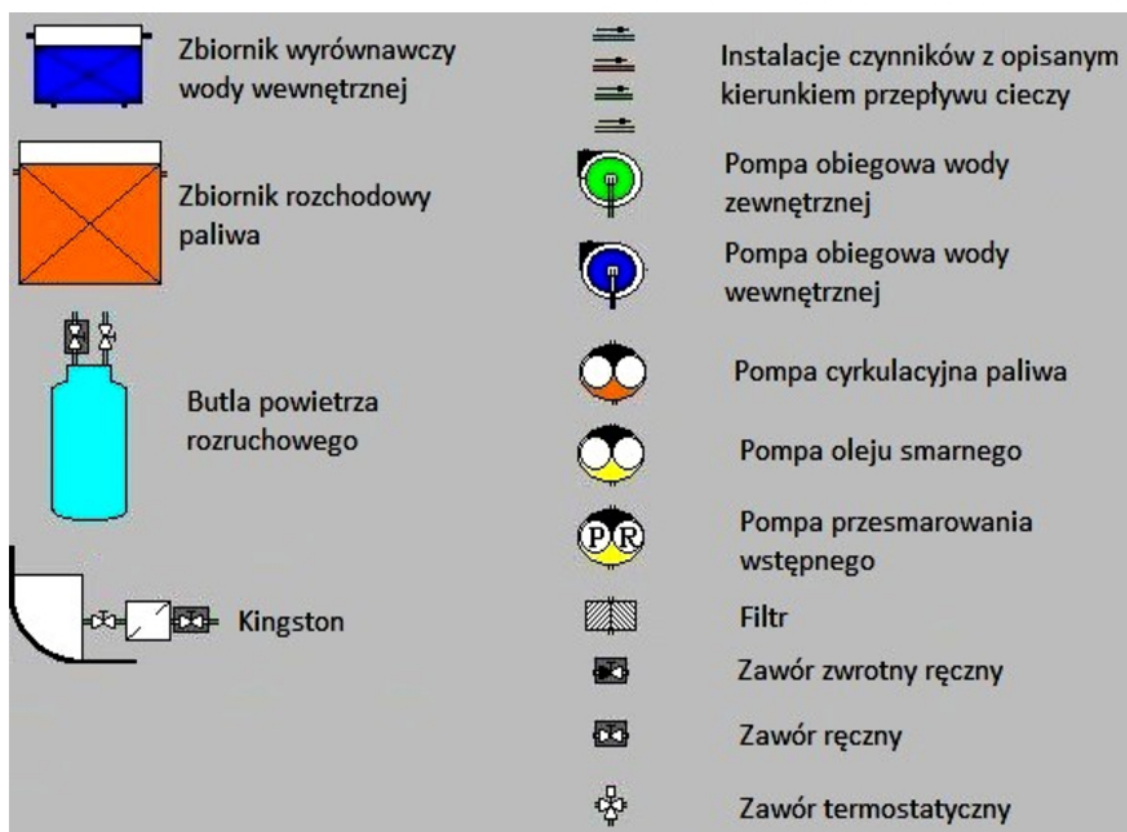 Zbiornik wyrównawczy
wody wewnętrznej
Zbiornik rozchodowy
paliwa
Butla powietrza
rozruchowego
Kingston
Instalacje czynników z opisanym
kierunkiem przepływu cieczy
Pompa obiegowa wody
zewnętrznej
Pompa obiegowa wody
wewnętrznej
Pompa cyrkulacyjna paliwa
Pompa oleju smarnego
P R
Pompa przesmarowania
wstępnego
Filtr
Zawór zwrotny ręczny
Zawór ręczny
Zawór termostatyczny